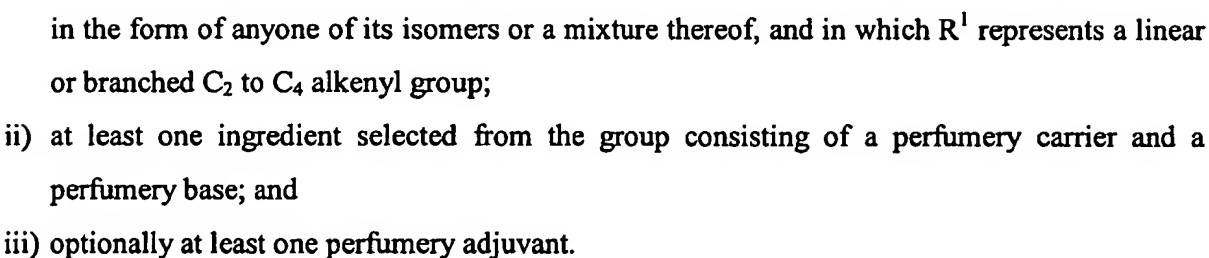 in the form of anyone of its isomers or a mixture thereof, and in which R¹ represents a linear
or branched C₂ to C₄ alkenyl group;
ii) at least one ingredient selected from the group consisting of a perfumery carrier and a
perfumery base; and
iii) optionally at least one perfumery adjuvant.